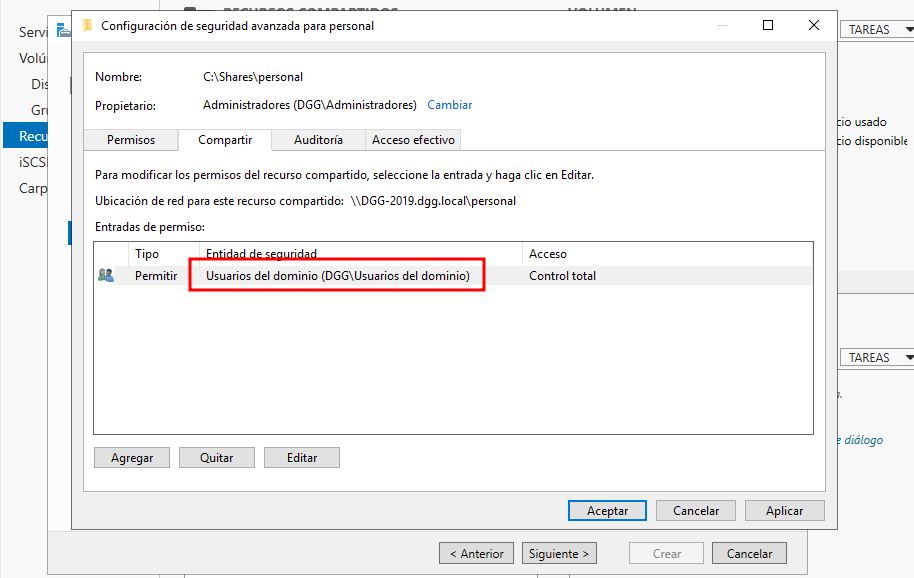 RECURSOS COMPARTIDOS
VOLUMEN
Configuración de seguridad avanzada para personal
Servi
TAREAS
Volú
Nombre: C:\Shares\personal
Dis
Propietario: Administradores (DGG\Administradores) Cambiar
Gru
cio usado
Recu
Permisos Compartir Auditoría Acceso efectivo
cio disponible
iSCSI
Para modificar los permisos del recurso compartido, seleccione la entrada y haga clic en Editar.
Carp
Ubicación de red para este recurso compartido: \\DGG-2019.dgg.local\personal
Entradas de permiso:
Tipo Entidad de seguridad Acceso
Permitir Usuarios del dominio (DGG\Usuarios del dominio) Control total
TAREAS
e diálogo
Agregar Quitar Editar
Aceptar Cancelar Aplicar
< Anterior Siguiente > Crear Cancelar